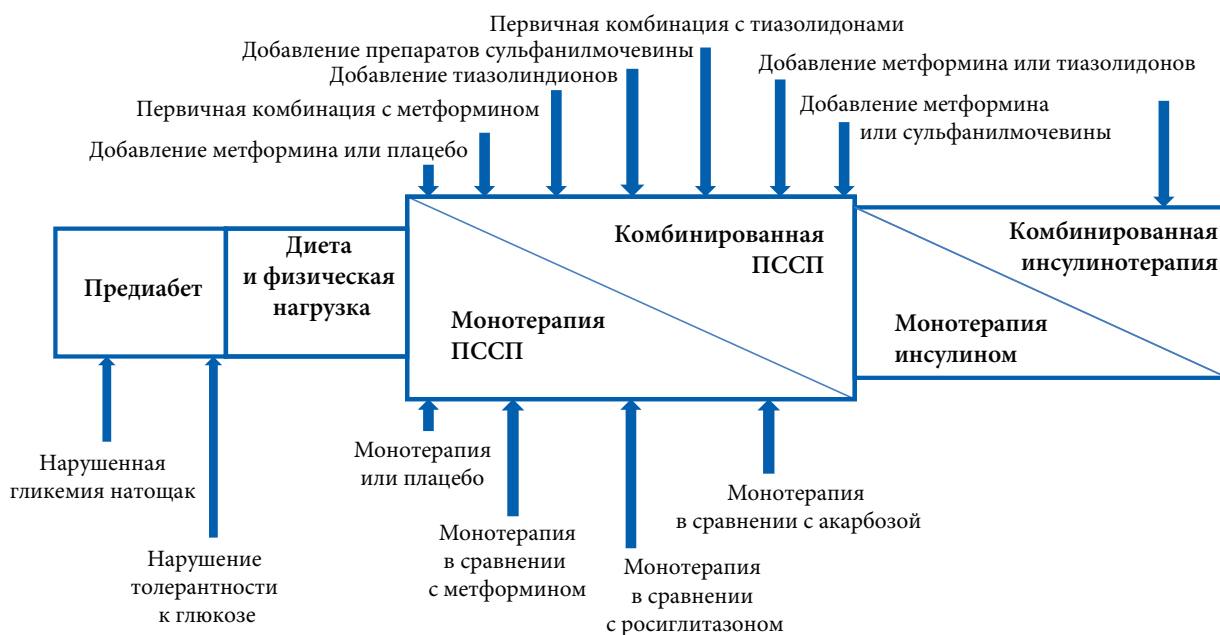 Первичная комбинация с тиазолидонами
Добавление препаратов сульфанилмочевины
Добавление тиазолиндионов
Первичная комбинация с метформином
Добавление метформина или плацебо
Добавление метформина или тиазолидонов
Добавление метформина
или сульфанилмочевины
Предиабет
Диета
и физическая
нагрузка
Комбинированная
ПССП
Монотерапия
ПССП
Комбинированная
инсулинотерапия
Монотерапия
инсулином
Нарушенная
гликемия натощак
Нарушение
толерантности
к глюкозе
Монотерапия
или плацебо
Монотерапия
в сравнении
с метформином
Монотерапия
в сравнении
с росиглитазоном
Монотерапия
в сравнении с акарбозой